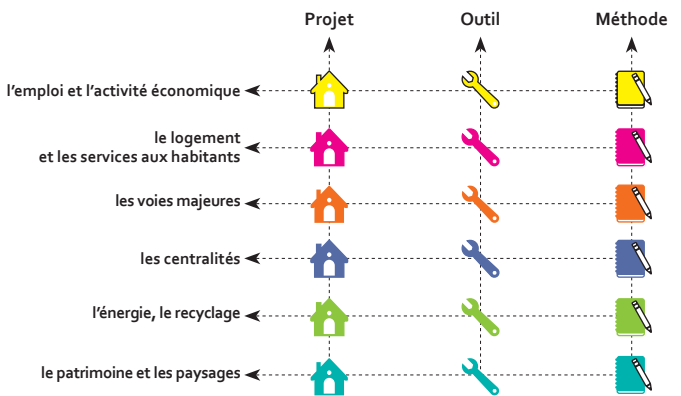 Projet
Outil
Méthode
l'emploi et l'activité économique
le logement
et les services aux habitants
les voies majeures
les centralités
l'énergie, le recyclage
le patrimoine et les paysages